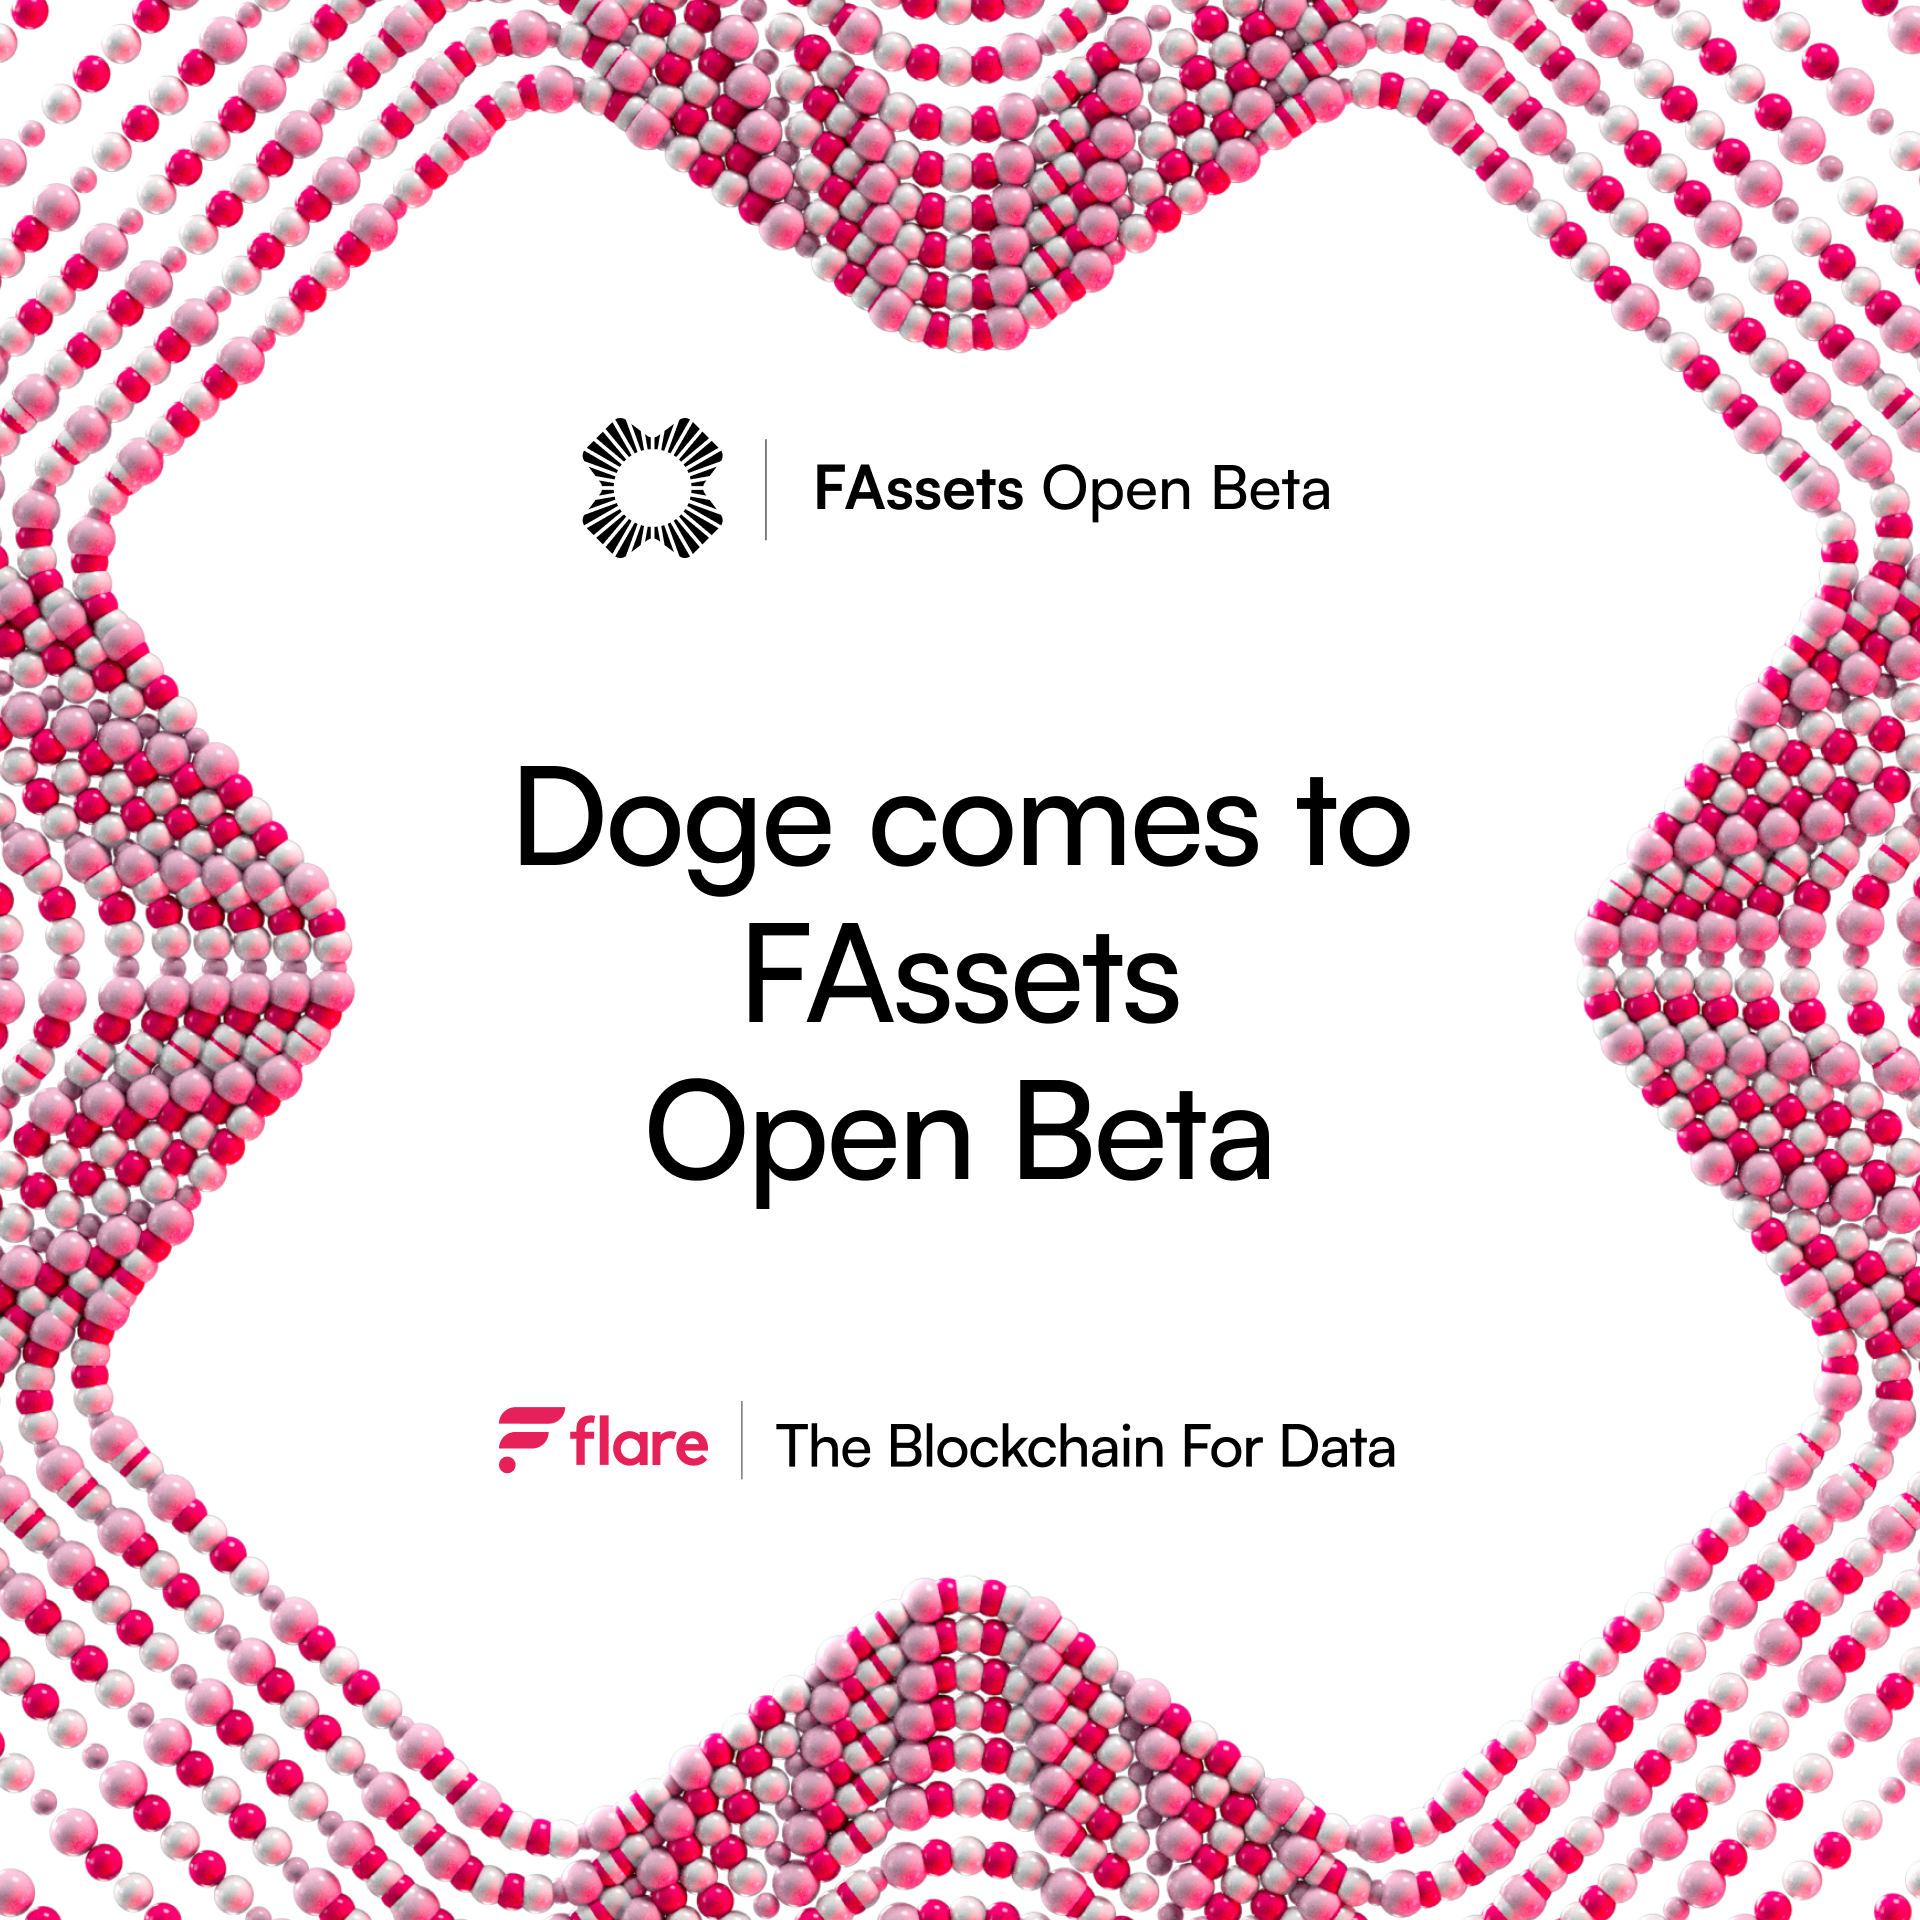 FAssets Open Beta
Doge comes to
FAssets
Open Beta
flare | The Blockchain For Data